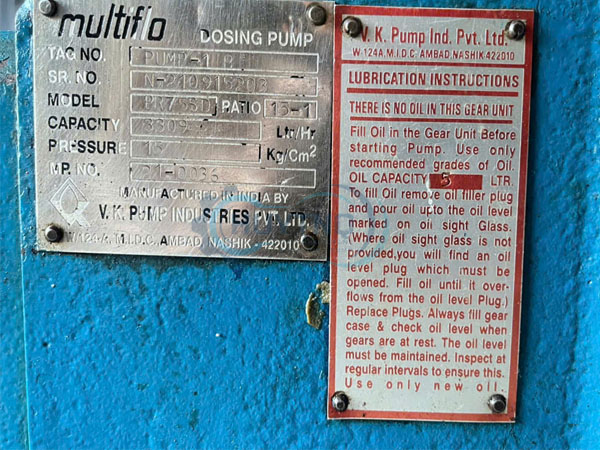 multiflo
DOSING PUMP
TAG NO. PUMP-1
SR. NO.
MODEL RATIO 15-1
CAPACITY 3309 Ltr/Hr
PRESSURE Kg/Cm2
MP. NO.
MANUFACTURED IN INDIA BY
V. K. PUMP INDUSTRIES PVT. LTD.
W/124-A, M.I.D.C. AMBAD, NASHIK - 422010
V. K. Pump Ind. Pvt. Ltd.
W 124A.M.I.D.C. AMBAD NASHIK 422010
LUBRICATION INSTRUCTIONS
THERE IS NO OIL IN THIS GEAR UNIT
Fill Oil in the Gear Unit Before
starting Pump. Use only
recommended grades of Oil.
OIL CAPACITY 5 LTR.
To fill Oil remove oil filler plug
and pour oil upto the oil level
marked on oil sight Glass.
(Where oil sight glass is not
provided,you will find an oil
level plug which must be
opened. Fill oil until it over-
flows from the oil level Plug.)
Replace Plugs. Always fill gear
case & check oil level when
gears are at rest. The oil level
must be maintained. Inspect at
regular intervals to ensure this.
Use only new oil.